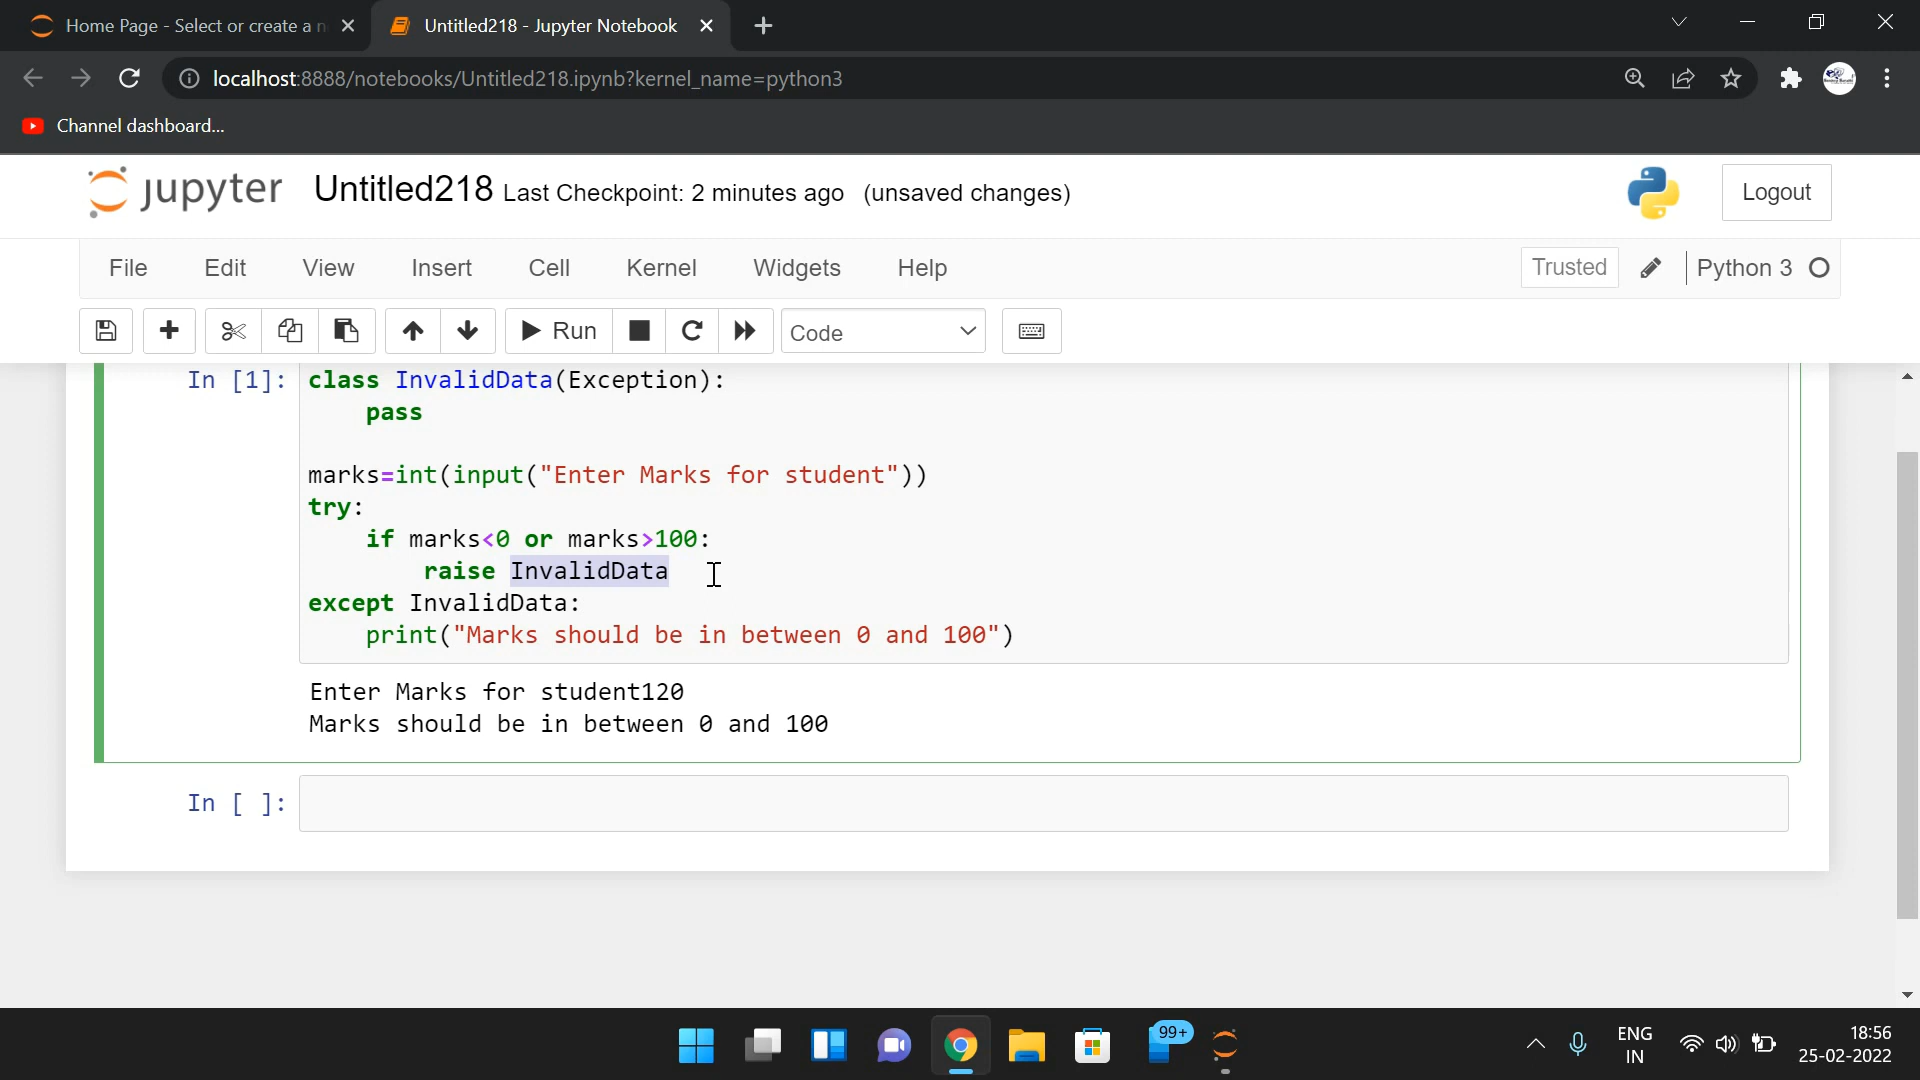 Home Page - Select or create a n
Untitled218 - Jupyter Notebook
localhost:8888/notebooks/Untitled218.ipynb?kernel_name=python3
Channel dashboard...
jupyter Untitled218 Last Checkpoint: 2 minutes ago (unsaved changes)
Logout
File Edit View Insert Cell Kernel Widgets Help
Trusted Python 3
Run Code
In [1]: class InvalidData(Exception):
pass
marks=int(input("Enter Marks for student"))
try:
if marks<0 or marks>100:
raise InvalidData
except InvalidData:
print("Marks should be in between 0 and 100")
Enter Marks for student120
Marks should be in between 0 and 100
In [ ]:
99+
ENG
IN
18:56
25-02-2022